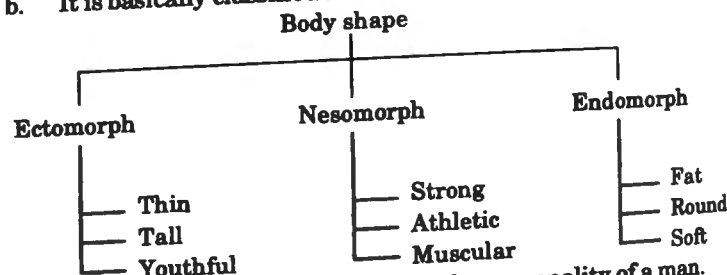 b. It is basically
Body shape
Ectomorph Nesomorph Endomorph
Thin Strong Fat
Tall Athletic Round
Youthful Muscular Soft
personality of a man.